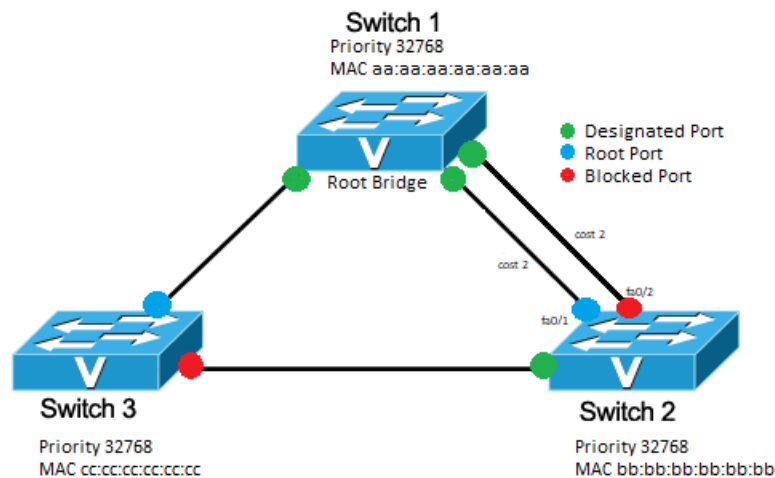 Switch 1
Priority 32768
MAC aa:aa:aa:aa:aa:aa
Designated Port
Root Port
Blocked Port
V
Root Bridge
cost 2
cost 2
fa0/2
fa0/1
V
V
Switch 3
Switch 2
Priority 32768
MAC cc:cc:cc:cc:cc:cc
Priority 32768
MAC bb:bb:bb:bb:bb:bb